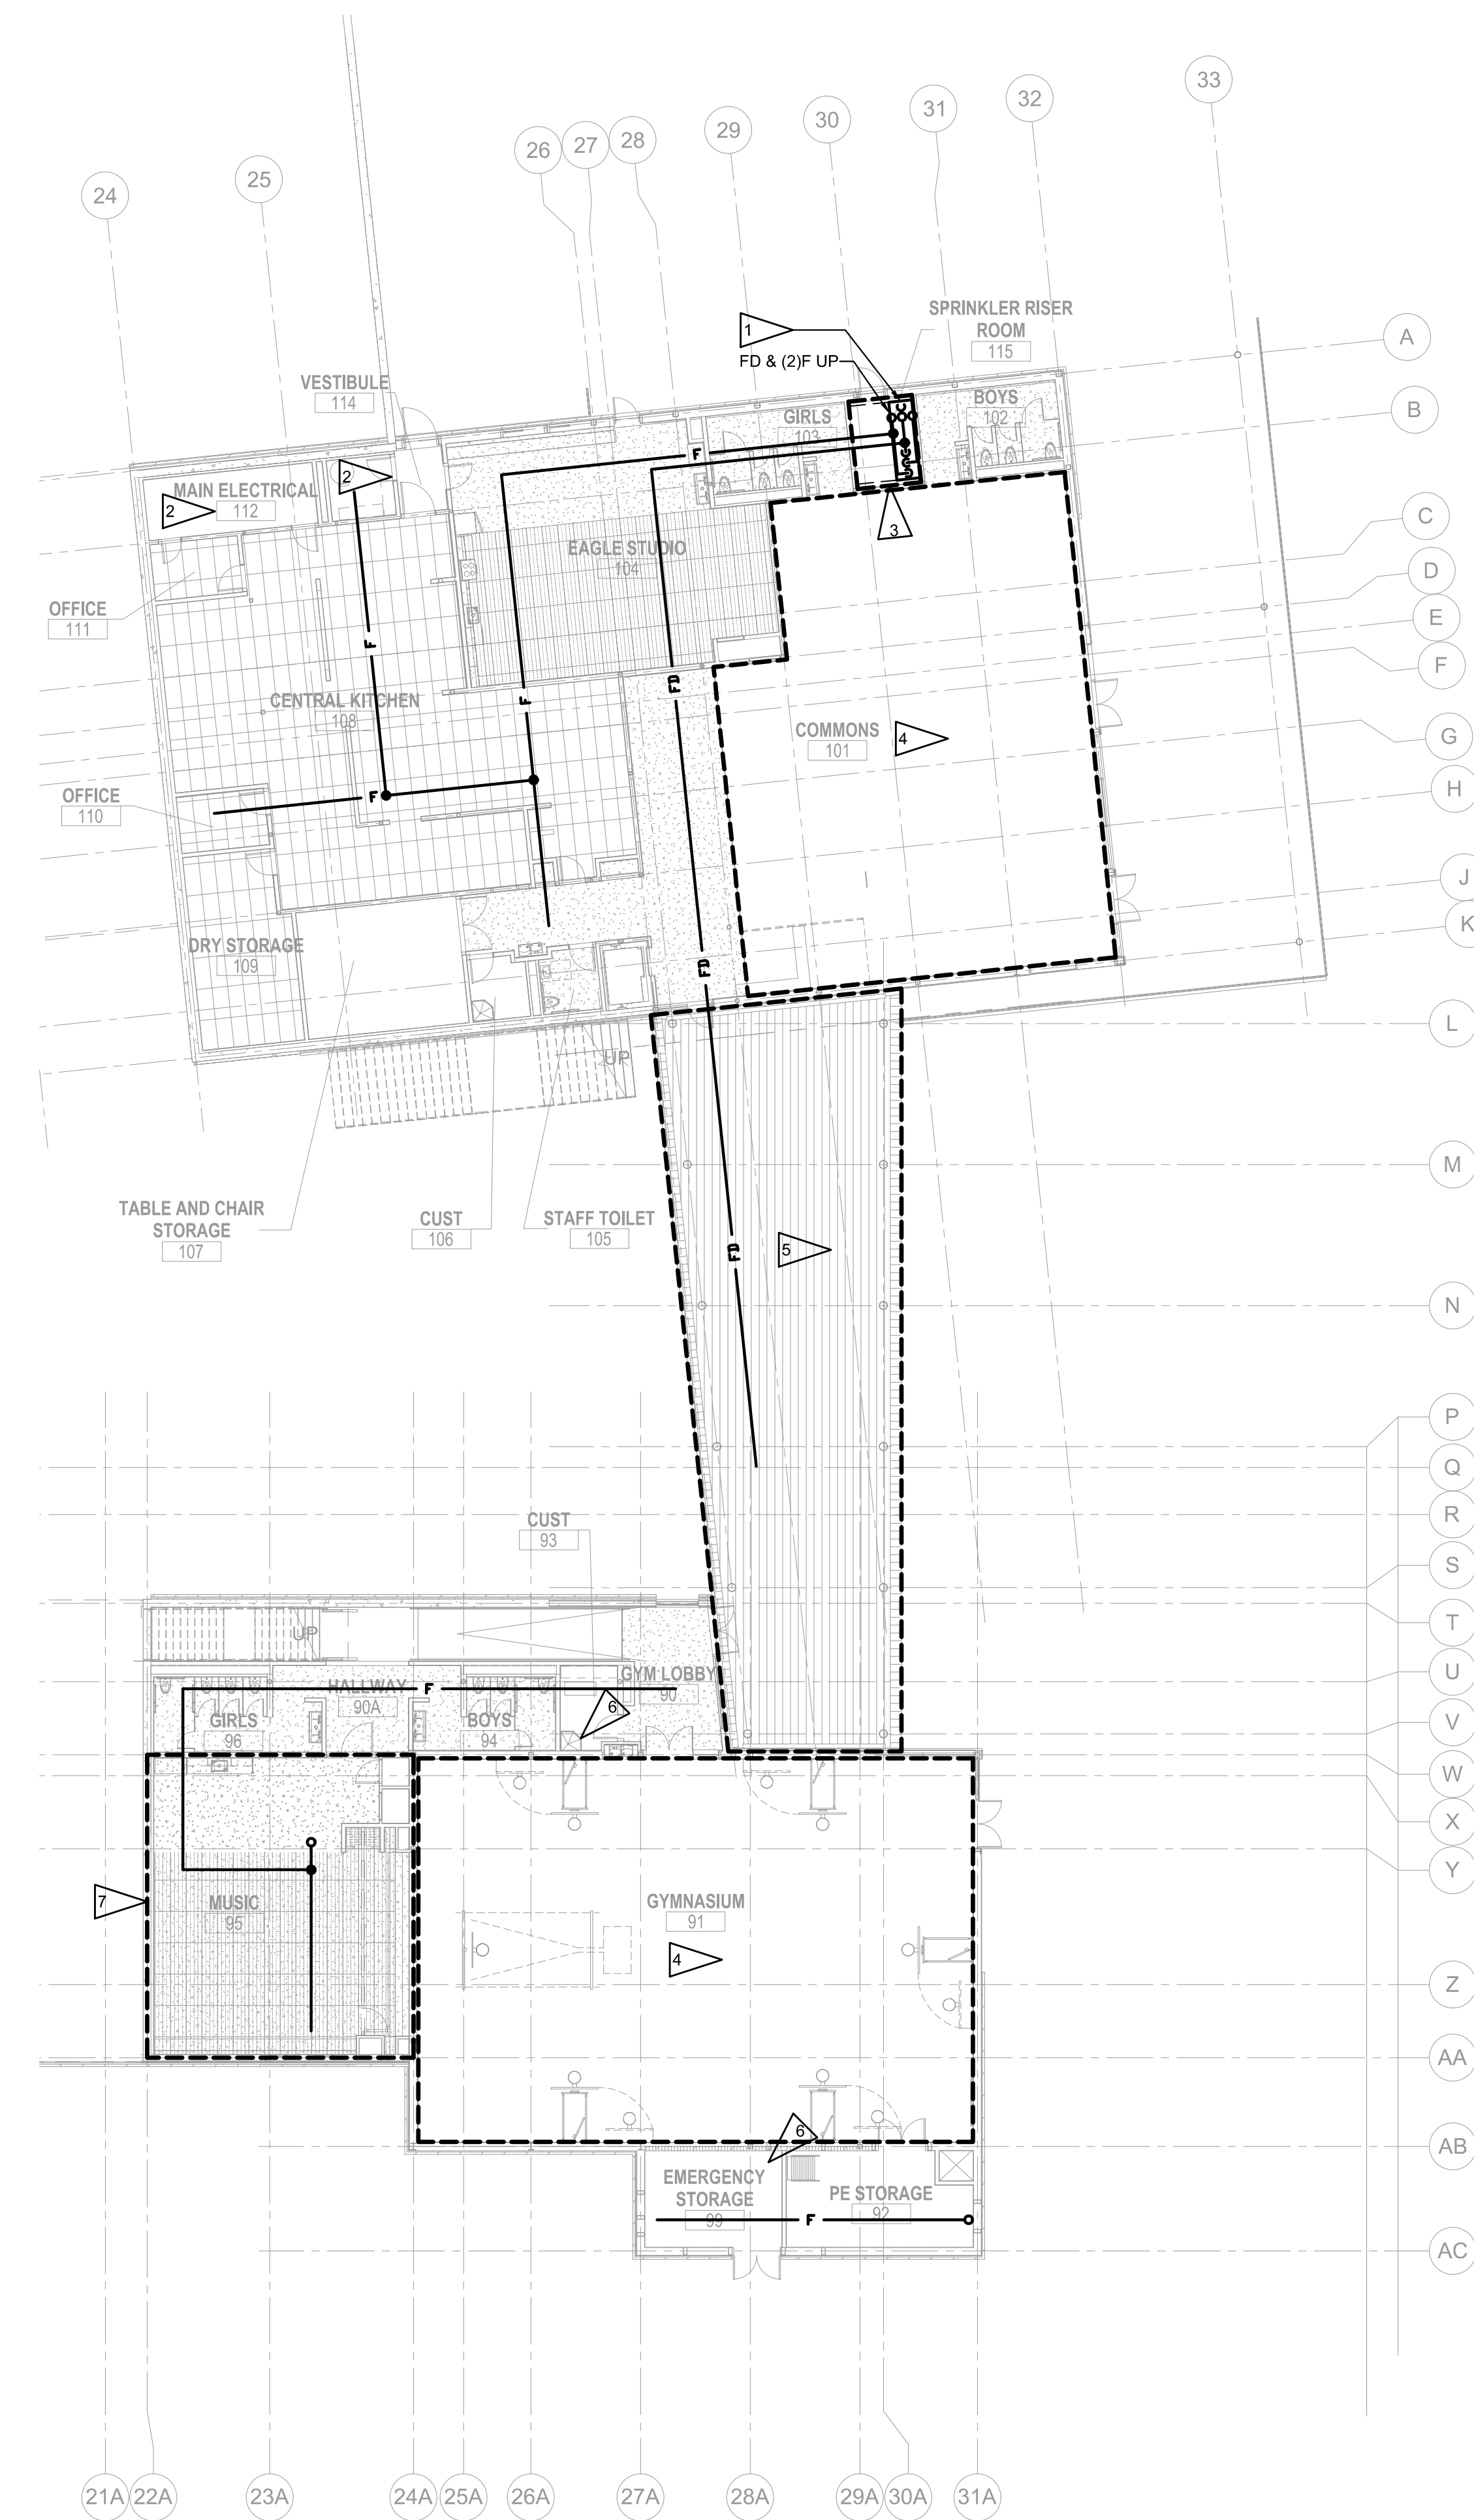 33
32
31
30
29
28
27
26
25
24
SPRINKLER RISER
ROOM
115
1
FD & (2)F UP
A
VESTIBULE
114
BOYS
102
GIRLS
103
B
F
2
MAIN ELECTRICAL
112
2
3
C
EAGLE STUDIO
104
D
OFFICE
111
E
F
F
FD
F
CENTRAL KITCHEN
108
COMMONS
101
4
G
OFFICE
110
F
H
J
DRY STORAGE
109
K
FD
L
UP
M
TABLE AND CHAIR
STORAGE
107
CUST
106
STAFF TOILET
105
FD
5
N
P
Q
CUST
93
R
S
T
UP
U
GYM LOBBY
90
HALLWAY
90A
F
6
GIRLS
96
BOYS
94
V
W
X
Y
7
MUSIC
95
GYMNASIUM
91
4
Z
AA
6
AB
EMERGENCY
STORAGE
99
PE STORAGE
92
F
AC
21A
22A
23A
24A
25A
26A
27A
28A
29A
30A
31A